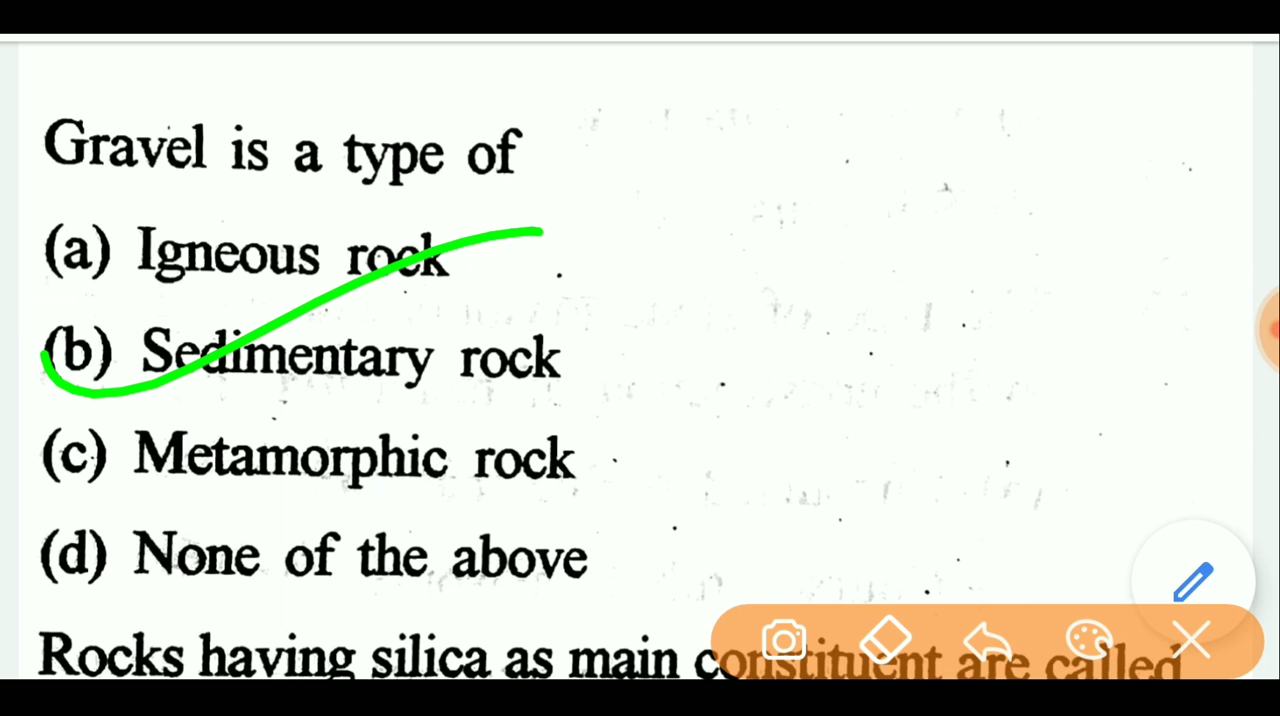 Gravel is a type of
(a) Igneous rock
(b) Sedimentary rock
(c) Metamorphic rock
(d) None of the above
Rocks having silica as main constituent are called